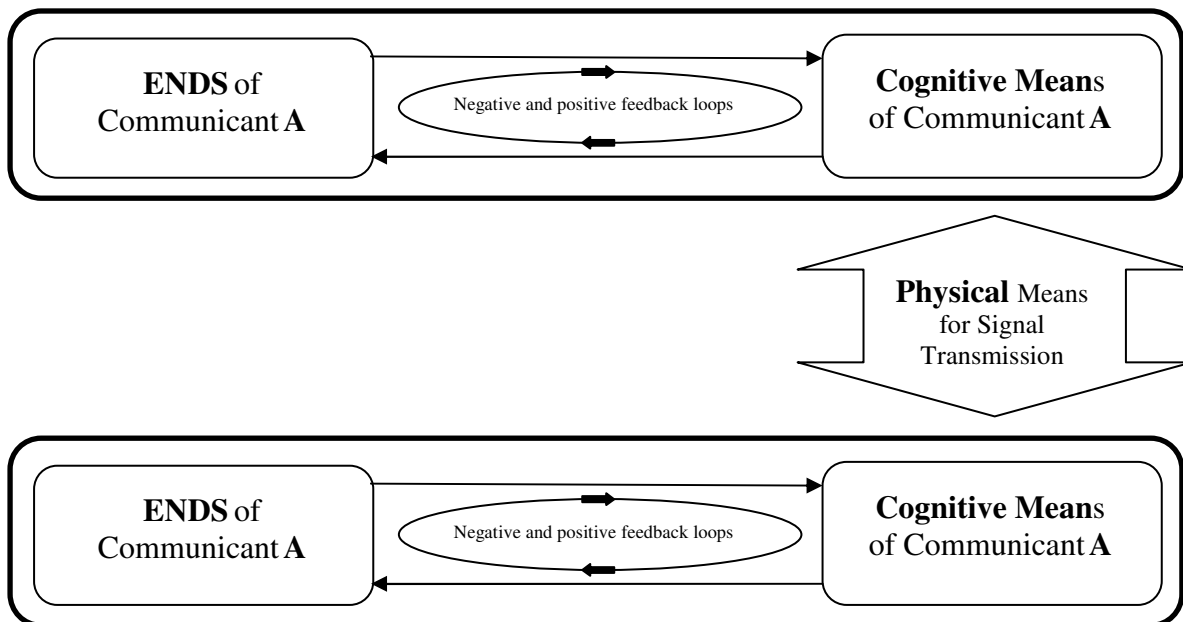 ENDS of
Communicant A
Negative and positive feedback loops
Cognitive Means
of Communicant A
Physical Means
for Signal
Transmission
ENDS of
Communicant A
Negative and positive feedback loops
Cognitive Means
of Communicant A